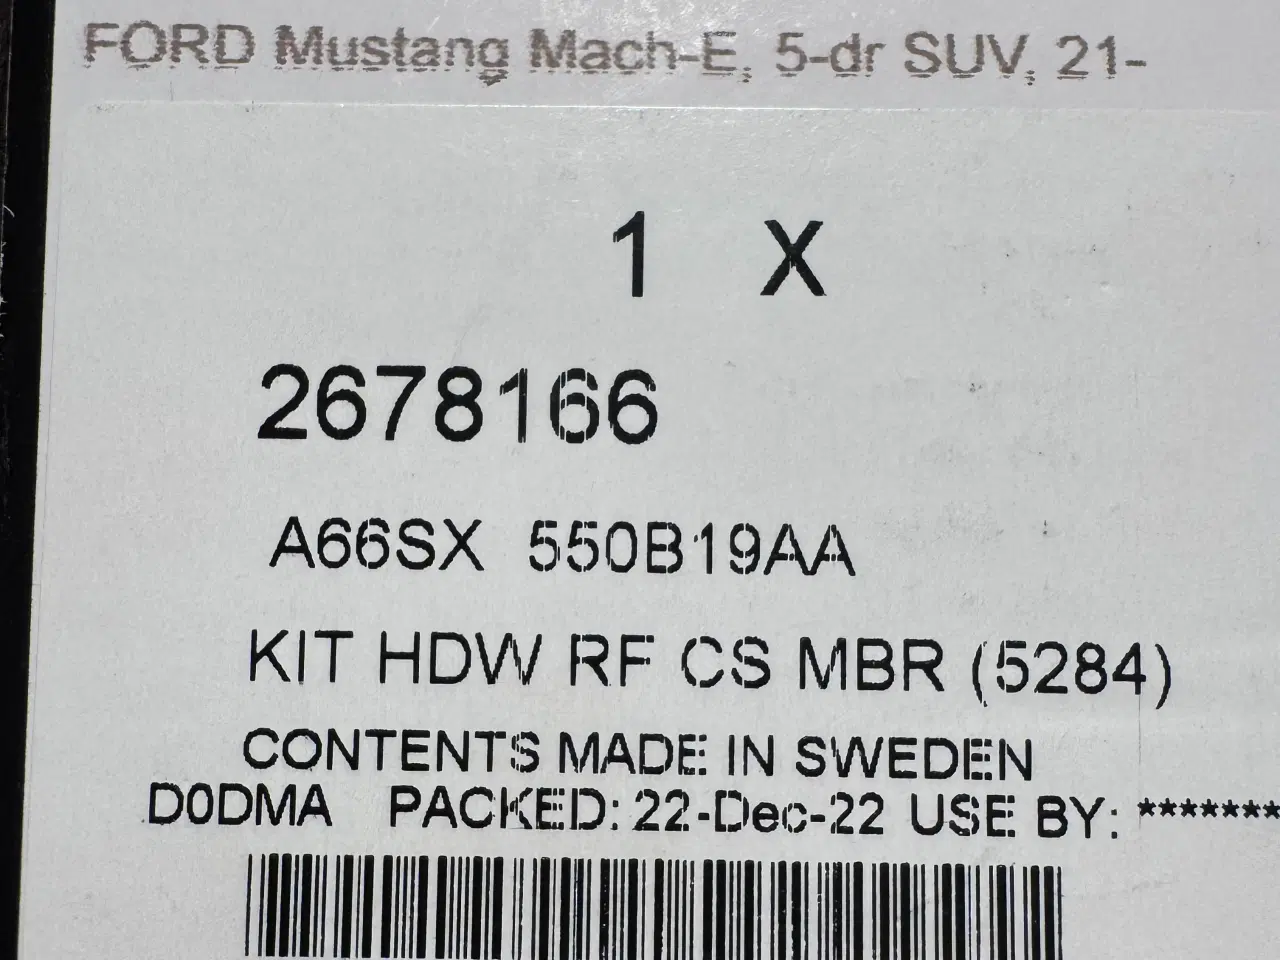 FORD Mustang Mach-E, 5-dr SUV, 21-
1 X
2678166
A66SX 550B19AA
KIT HDW RF CS MBR (5284)
CONTENTS MADE IN SWEDEN
D0DMA PACKED: 22-Dec-22 USE BY: *******